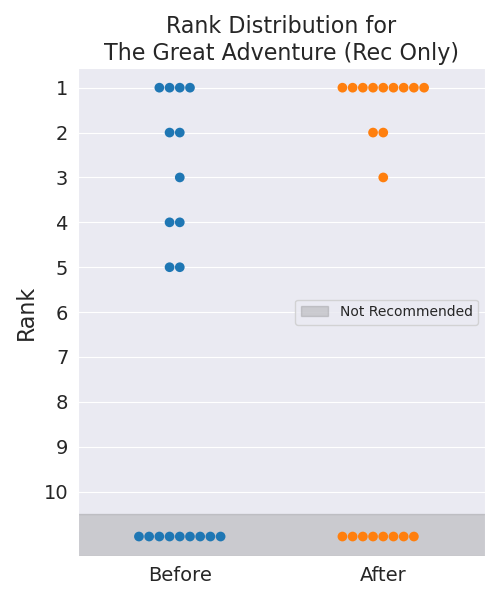 Rank Distribution for
The Great Adventure (Rec Only)
Rank
1
2
3
4
5
6
7
8
9
10
Not Recommended
Before
After